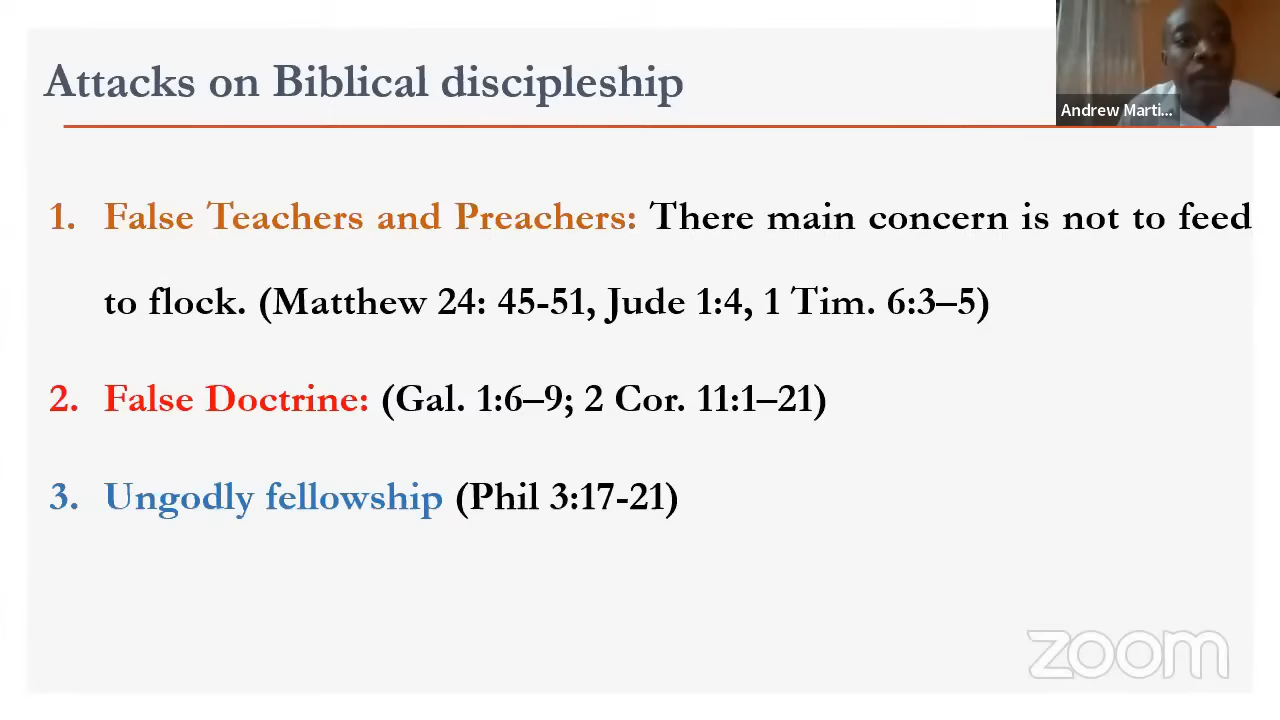 Attacks on Biblical discipleship
Andrew Marti...
1. False Teachers and Preachers: There main concern is not to feed
to flock. (Matthew 24: 45-51, Jude 1:4, 1 Tim. 6:3–5)
2. False Doctrine: (Gal. 1:6–9; 2 Cor. 11:1–21)
3. Ungodly fellowship (Phil 3:17-21)
zoom